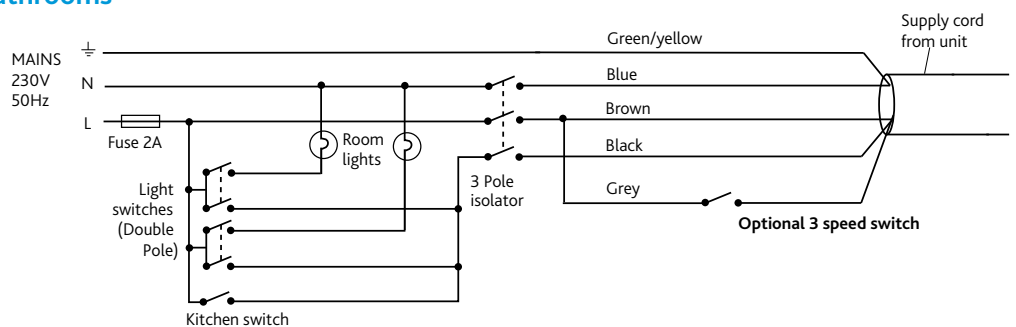 MAINS
230V
50Hz
N
L
Fuse 2A
Green/yellow
Blue
Brown
Black
Grey
Supply cord
from unit
Room
lights
3 Pole
isolator
Light
switches
(Double
Pole)
Optional 3 speed switch
Kitchen switch